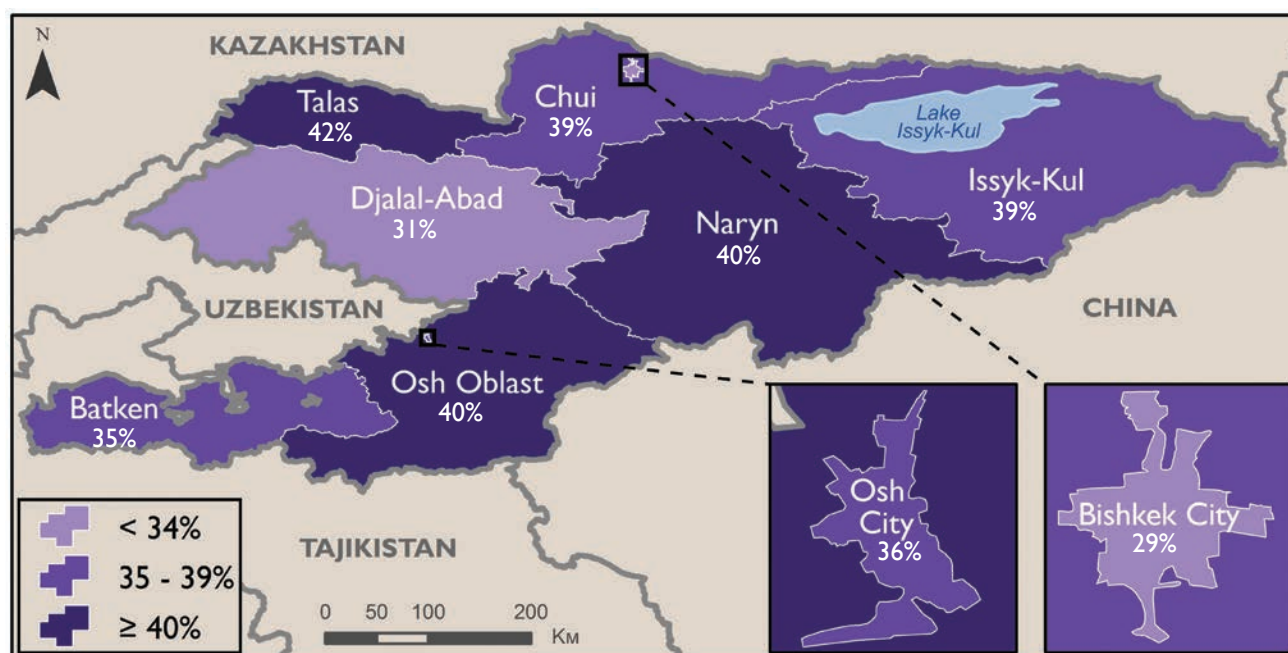 N
KAZAKHSTAN
Talas
42%
Chui
39%
Lake
Issyk-Kul
Issyk-Kul
39%
Djalal-Abad
31%
Naryn
40%
UZBEKISTAN
CHINA
Osh Oblast
40%
Batken
35%
TAJIKISTAN
Osh
City
36%
Bishkek City
29%
< 34%
35 - 39%
≥ 40%
0 50 100 200
Км